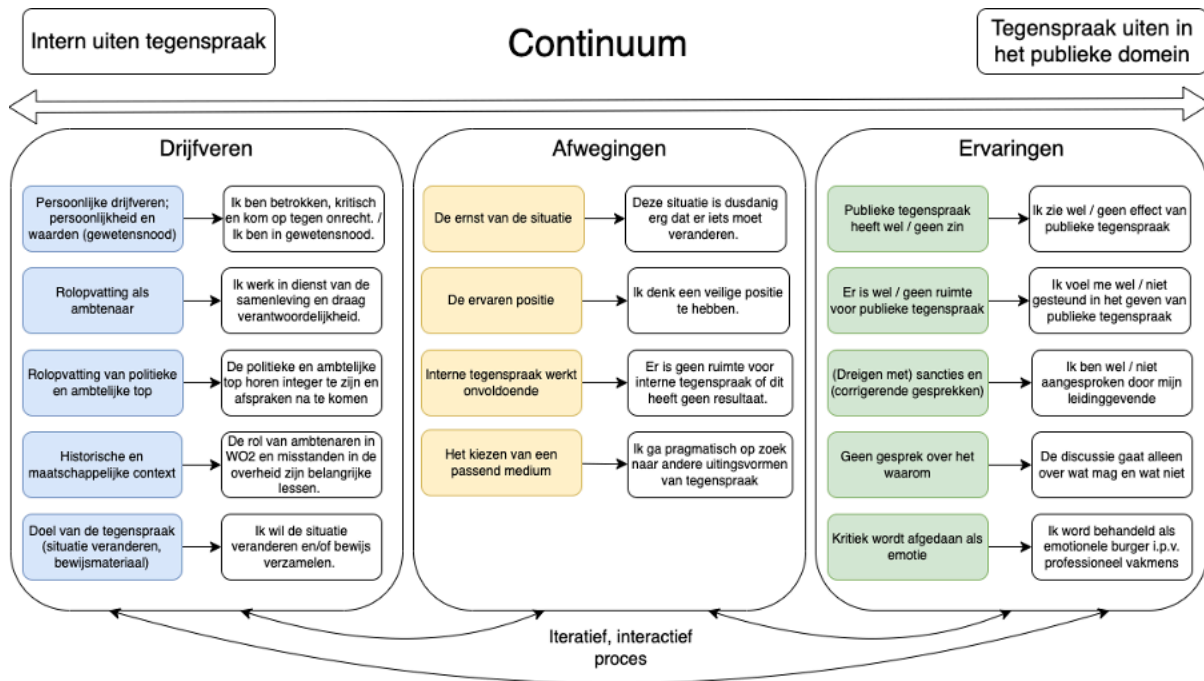 Intern uiten tegenspraak
Continuum
Tegenspraak uiten in
het publieke domein
Drijfveren
Persoonlijke drijfveren;
persoonlijkheid en
waarden (gewetensnood)
Ik ben betrokken, kritisch
en kom op tegen onrecht. /
Ik ben in gewetensnood.
Rolopvatting als
ambtenaar
Ik werk in dienst van de
samenleving en draag
verantwoordelijkheid.
Rolopvatting van politieke
en ambtelijke top
De politieke en ambtelijke
top horen integer te zijn en
afspraken na te komen
Historische en
maatschappelijke context
De rol van ambtenaren in
WO2 en misstanden in de
overheid zijn belangrijke
lessen.
Doel van de tegenspraak
(situatie veranderen,
bewijsmateriaal)
Ik wil de situatie
veranderen en/of bewijs
verzamelen.
Afwegingen
De ernst van de situatie
Deze situatie is dusdanig
erg dat er iets moet
veranderen.
De ervaren positie
Ik denk een veilige positie
te hebben.
Interne tegenspraak werkt
onvoldoende
Er is geen ruimte voor
interne tegenspraak of dit
heeft geen resultaat.
Het kiezen van een
passend medium
Ik ga pragmatisch op zoek
naar andere uitingsvormen
van tegenspraak
Ervaringen
Publieke tegenspraak
heeft wel / geen zin
Ik zie wel / geen effect van
publieke tegenspraak
Er is wel / geen ruimte
voor publieke tegenspraak
Ik voel me wel / niet
gesteund in het geven van
publieke tegenspraak
(Dreigen met) sancties en
(corrigerende gesprekken)
Ik ben wel / niet
aangesproken door mijn
leidinggevende
Geen gesprek over het
waarom
De discussie gaat alleen
over wat mag en wat niet
Kritiek wordt afgedaan als
emotie
Ik word behandeld als
emotionele burger i.p.v.
professioneel vakmens
Iteratief, interactief
proces